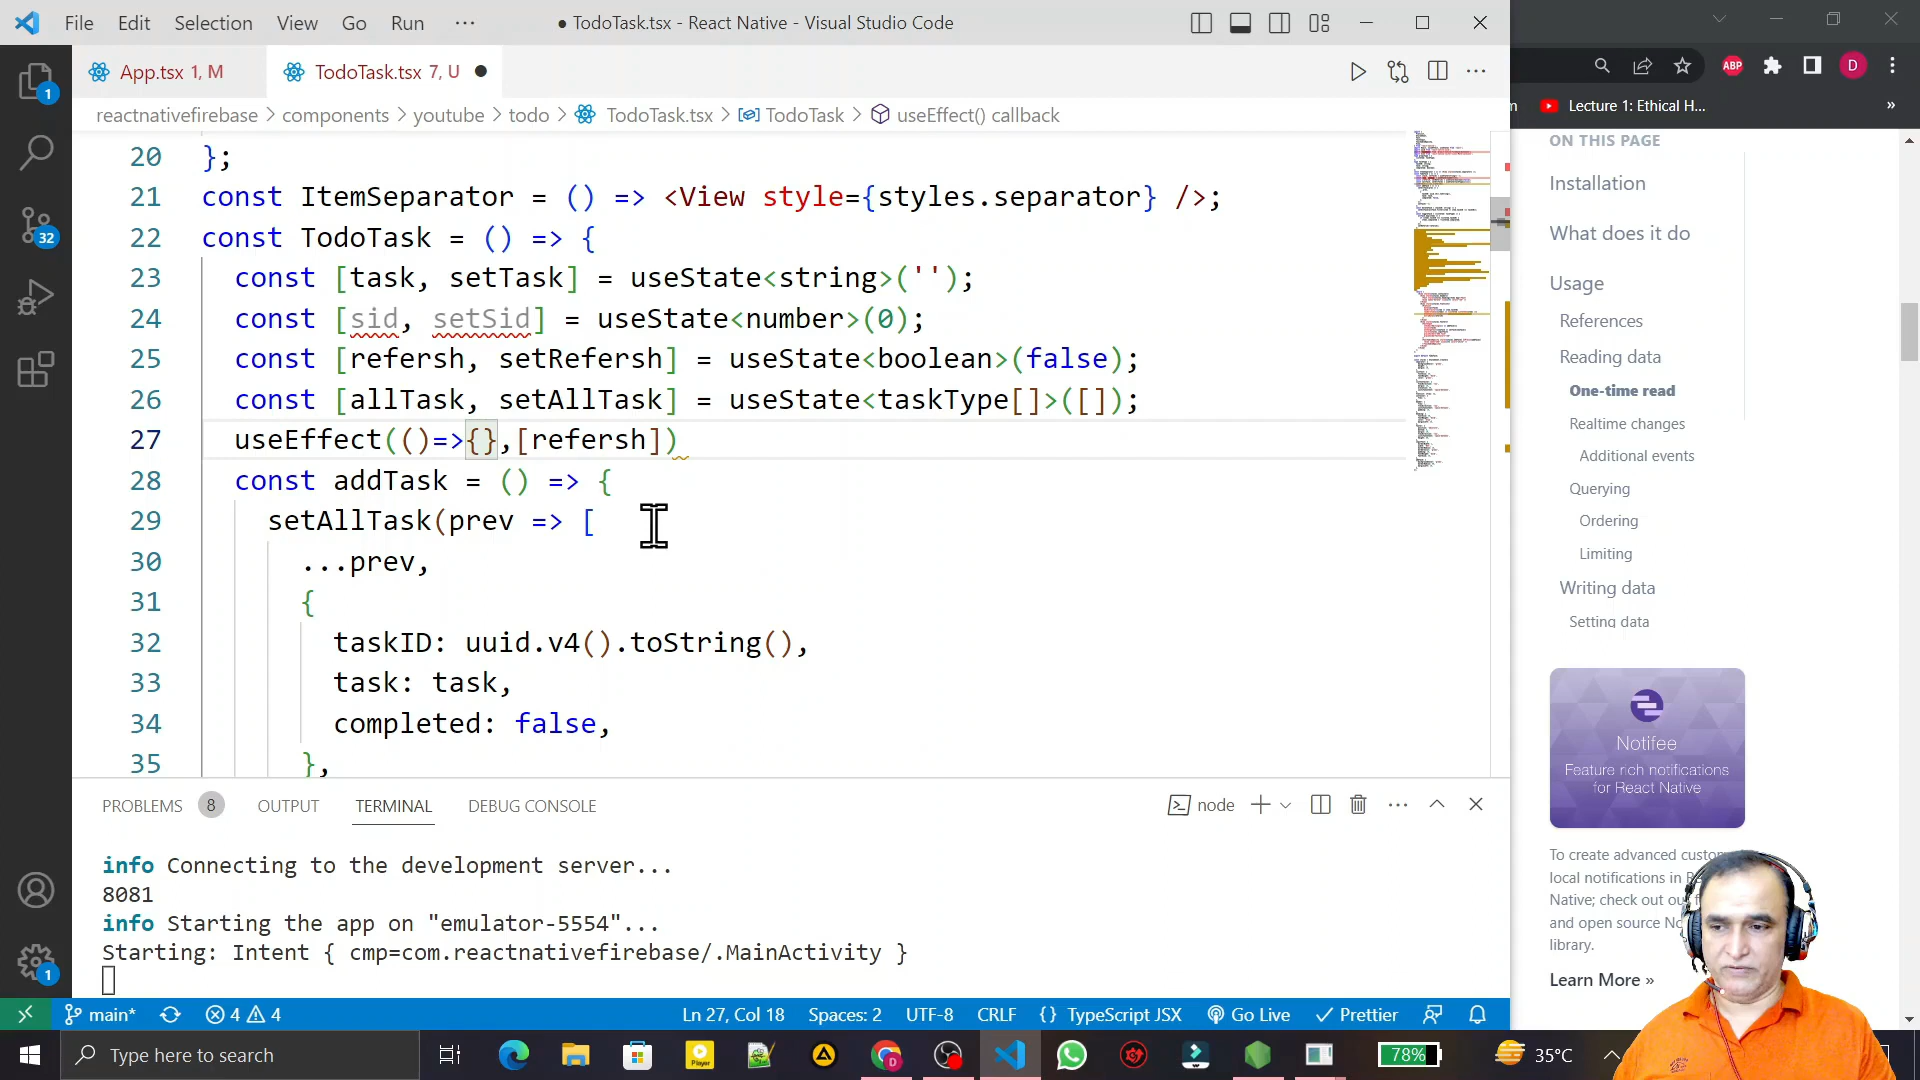 File Edit Selection View Go Run ··· ● TodoTask.tsx - React Native - Visual Studio Code
App.tsx 1, M TodoTask.tsx 7, U ●
reactnativefirebase > components > youtube > todo > TodoTask.tsx > TodoTask > useEffect() callback
20 };
21 const ItemSeparator = () => <View style={styles.separator} />;
22 const TodoTask = () => {
23 const [task, setTask] = useState<string>('');
24 const [sid, setSid] = useState<number>(0);
25 const [refersh, setRefersh] = useState<boolean>(false);
26 const [allTask, setAllTask] = useState<taskType[]>([]);
27 useEffect(()=>{},[refersh])
28 const addTask = () => {
29 setAllTask(prev => [
30 ...prev,
31 {
32 taskID: uuid.v4().toString(),
33 task: task,
34 completed: false,
35 },
PROBLEMS 8 OUTPUT TERMINAL DEBUG CONSOLE node
info Connecting to the development server...
8081
info Starting the app on "emulator-5554"...
Starting: Intent { cmp=com.reactnativefirebase/.MainActivity }
1
32
1
main* 4 4 Ln 27, Col 18 Spaces: 2 UTF-8 CRLF {} TypeScript JSX Go Live Prettier
Type here to search
Player
78%
35°C
ABP D
m Lecture 1: Ethical H... »
ON THIS PAGE
Installation
What does it do
Usage
References
Reading data
One-time read
Realtime changes
Additional events
Querying
Ordering
Limiting
Writing data
Setting data
Notifee
Feature rich notifications
for React Native
To create advanced
local notifications in
Native; check out
and open source
library.
Learn More »